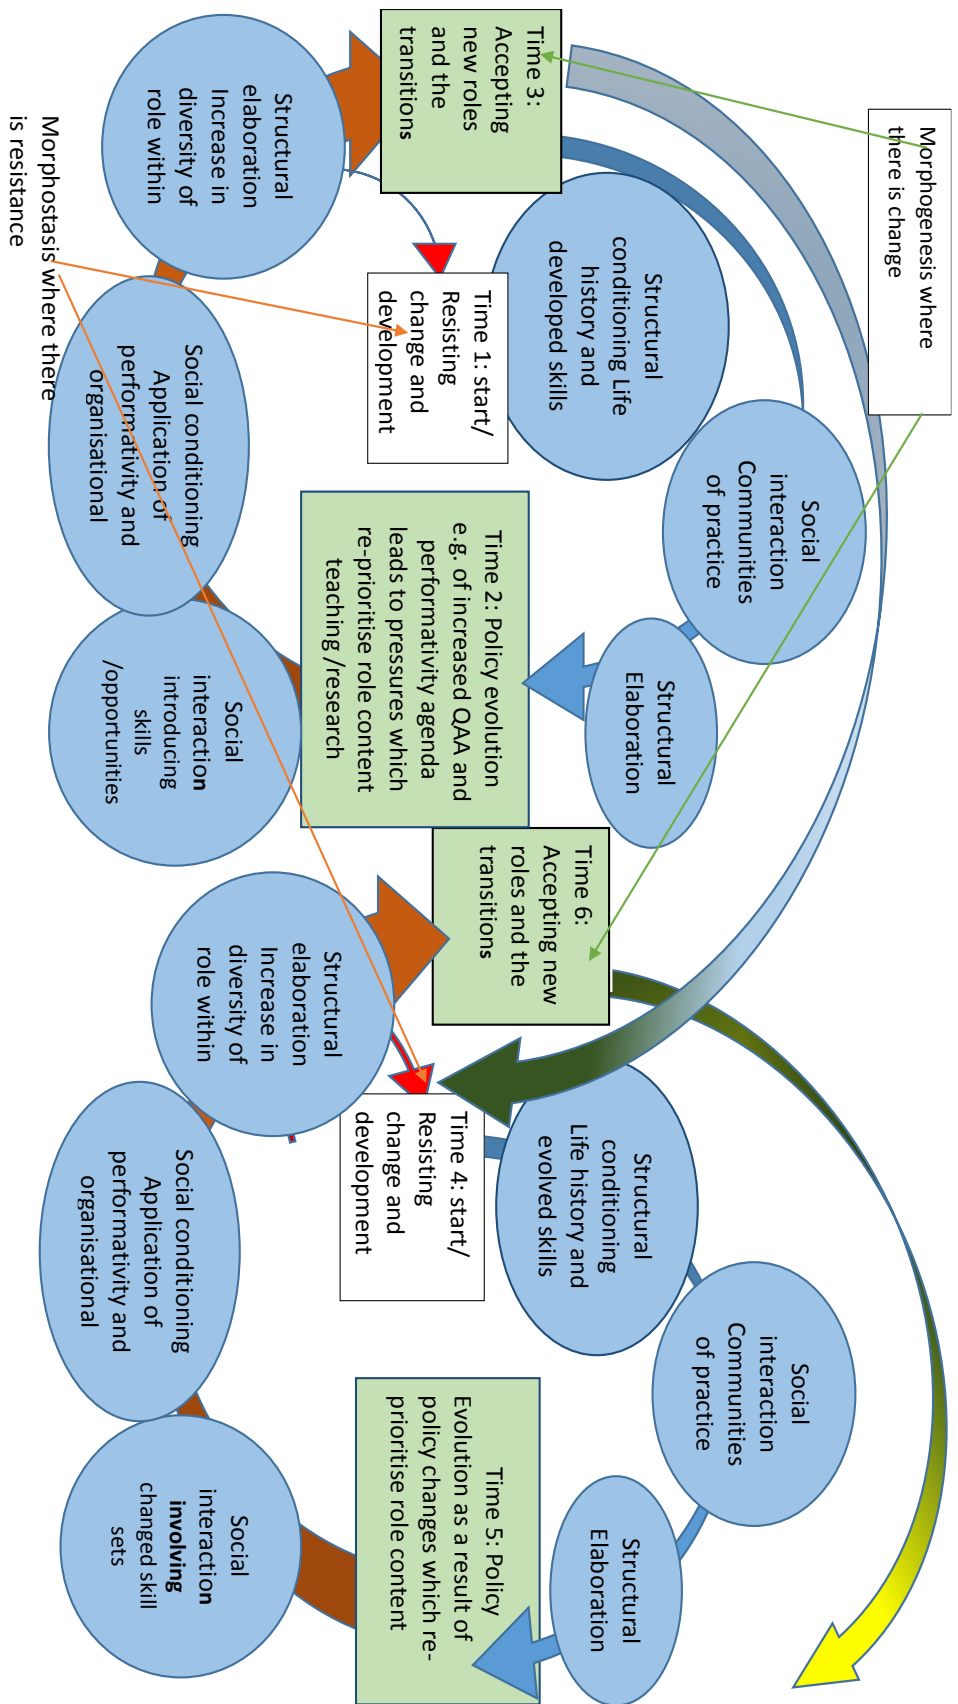 Morphogenesis where
there is change
Time 3:
Accepting
new roles
and the
transitions
Structural
conditioning Life
history and
developed skills
Social
interaction
Communities
of practice
Structural
Elaboration
Time 1: start/
Resisting
change and
development
Time 2: Policy evolution
e.g. of increased QAA and
performativity agenda
leads to pressures which
re-prioritise role content
teaching /research
Structural
elaboration
Increase in
diversity of
role within
Social conditioning
Application of
performativity and
organisational
Social
interaction
introducing
skills
/opportunities
Morphostasis where there
is resistance
Time 6:
Accepting new
roles and the
transitions
Structural
conditioning
Life history and
evolved skills
Social
interaction
Communities
of practice
Structural
Elaboration
Time 4: start/
Resisting
change and
development
Time 5: Policy
Evolution as a result of
policy changes which re-
prioritise role content
Structural
elaboration
Increase in
diversity of
role within
Social conditioning
Application of
performativity and
organisational
Social
interaction
involving
changed skill
sets